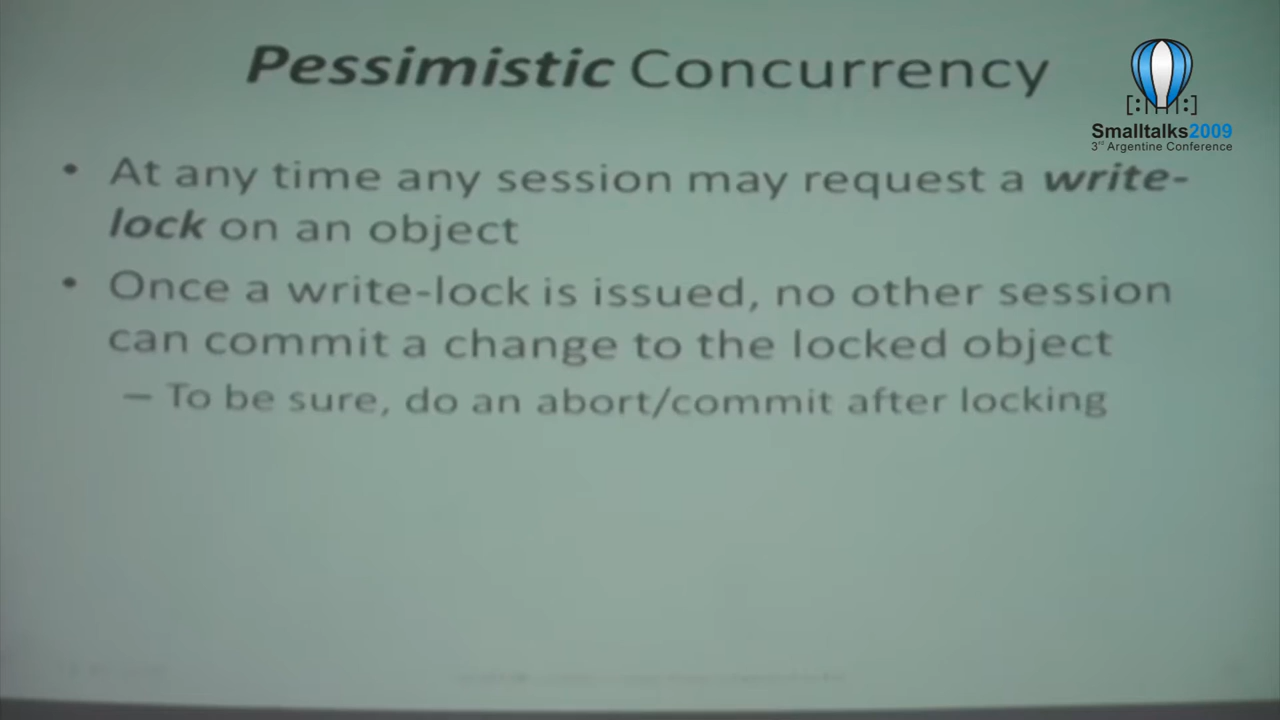 Pessimistic Concurrency
[:|||:]
Smalltalks2009
3rd Argentine Conference
• At any time any session may request a write-
lock on an object
• Once a write-lock is issued, no other session
can commit a change to the locked object
– To be sure, do an abort/commit after locking